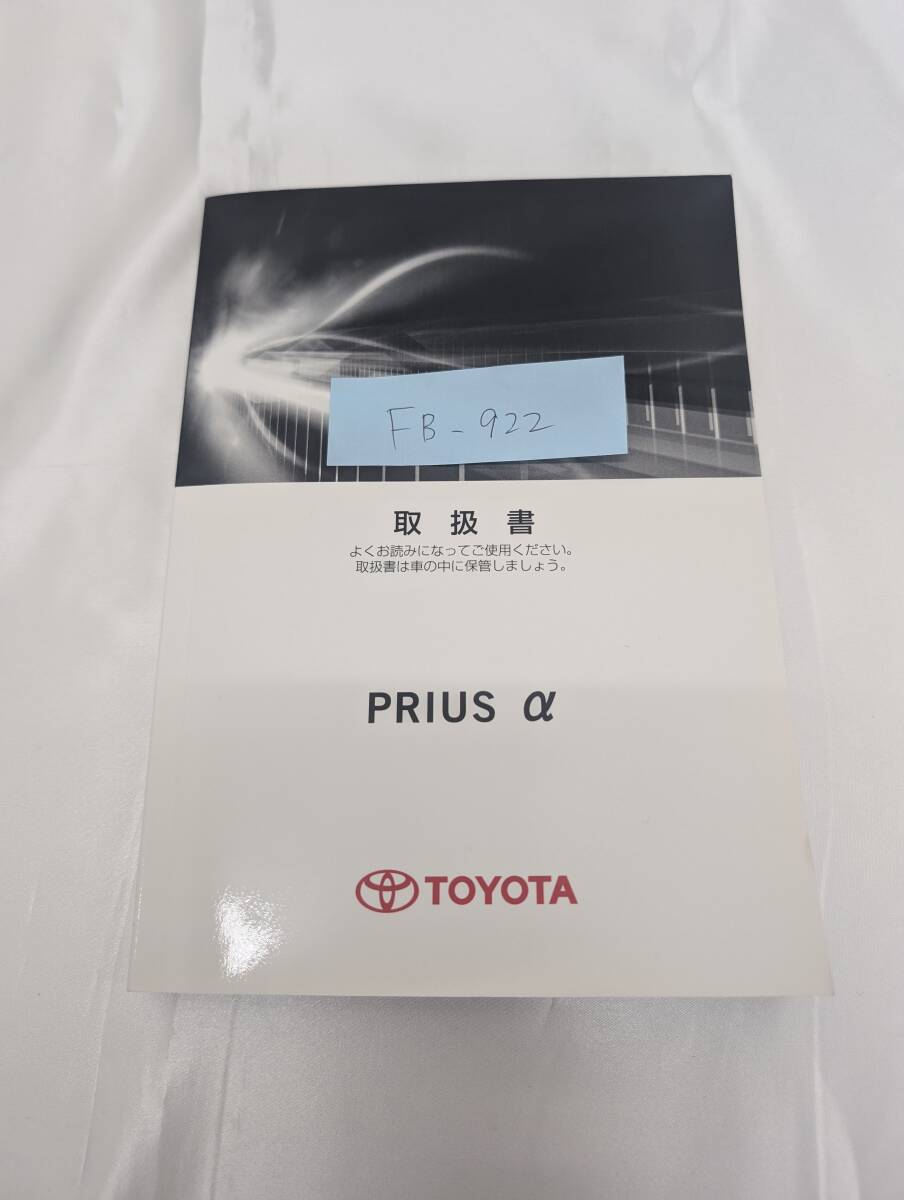 FB-922
取扱書
よくお読みになってご使用ください。
取扱書は車の中に保管しましょう。
PRIUS α
TOYOTA